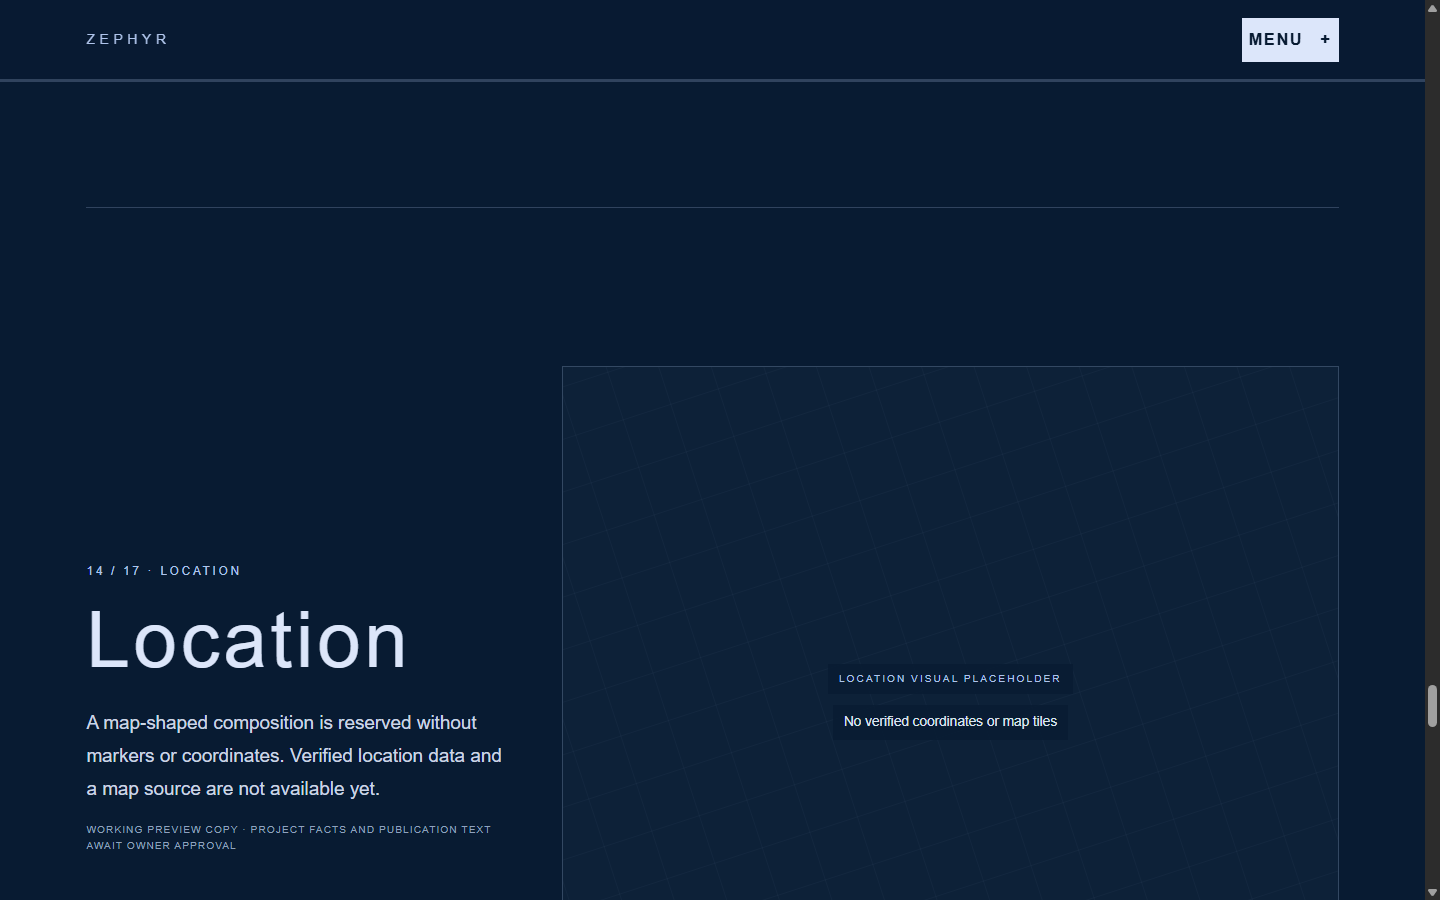 ZEPHYR
MENU +
14 / 17 · LOCATION
Location
A map-shaped composition is reserved without
markers or coordinates. Verified location data and
a map source are not available yet.
WORKING PREVIEW COPY · PROJECT FACTS AND PUBLICATION TEXT
AWAIT OWNER APPROVAL
LOCATION VISUAL PLACEHOLDER
No verified coordinates or map tiles